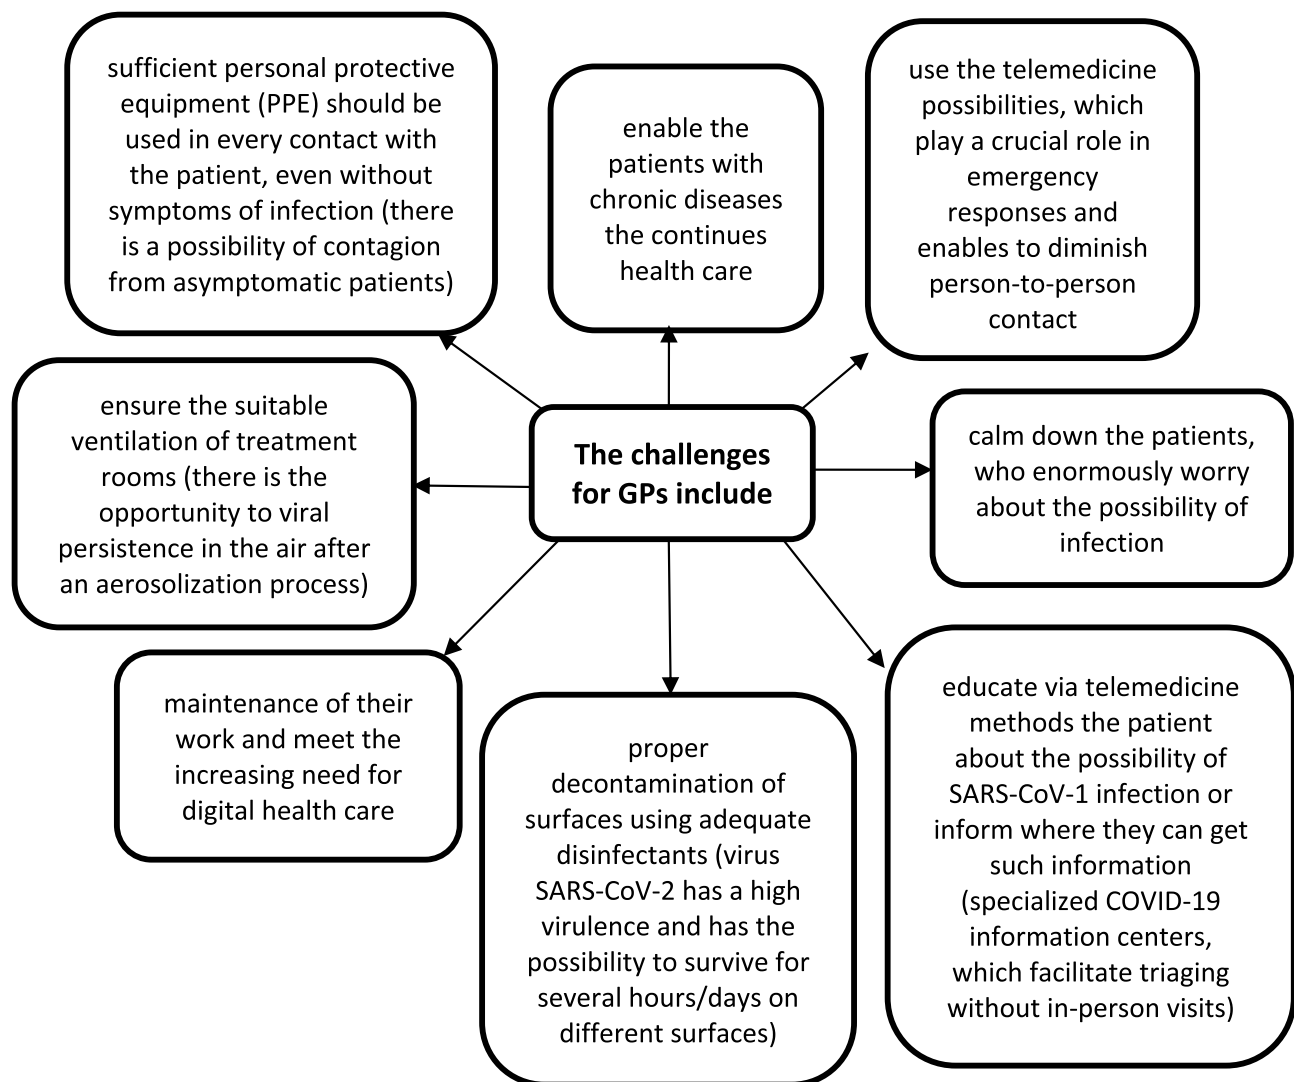 sufficient personal protective
equipment (PPE) should be
used in every contact with
the patient, even without
symptoms of infection (there
is a possibility of contagion
from asymptomatic patients)
enable the
patients with
chronic diseases
the continues
health care
use the telemedicine
possibilities, which
play a crucial role in
emergency
responses and
enables to diminish
person-to-person
contact
ensure the suitable
ventilation of treatment
rooms (there is the
opportunity to viral
persistence in the air after
an aerosolization process)
The challenges
for GPs include
calm down the patients,
who enormously worry
about the possibility of
infection
maintenance of their
work and meet the
increasing need for
digital health care
proper
decontamination of
surfaces using adequate
disinfectants (virus
SARS-CoV-2 has a high
virulence and has the
possibility to survive for
several hours/days on
different surfaces)
educate via telemedicine
methods the patient
about the possibility of
SARS-CoV-1 infection or
inform where they can get
such information
(specialized COVID-19
information centers,
which facilitate triaging
without in-person visits)